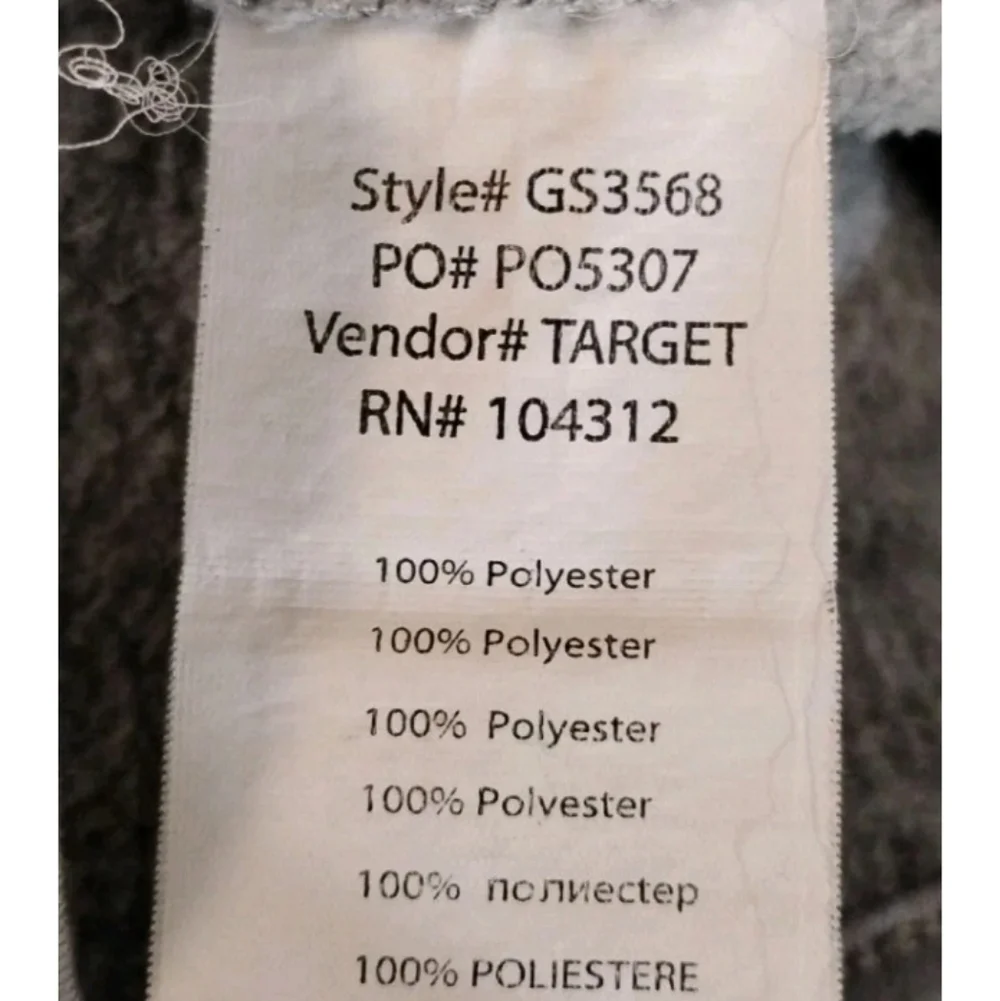 Style# GS3568
PO# PO5307
Vendor# TARGET
RN# 104312
100% Polyester
100% Polyester
100% Polyester
100% Polvester
100% полиестер
100% POLIESTERE